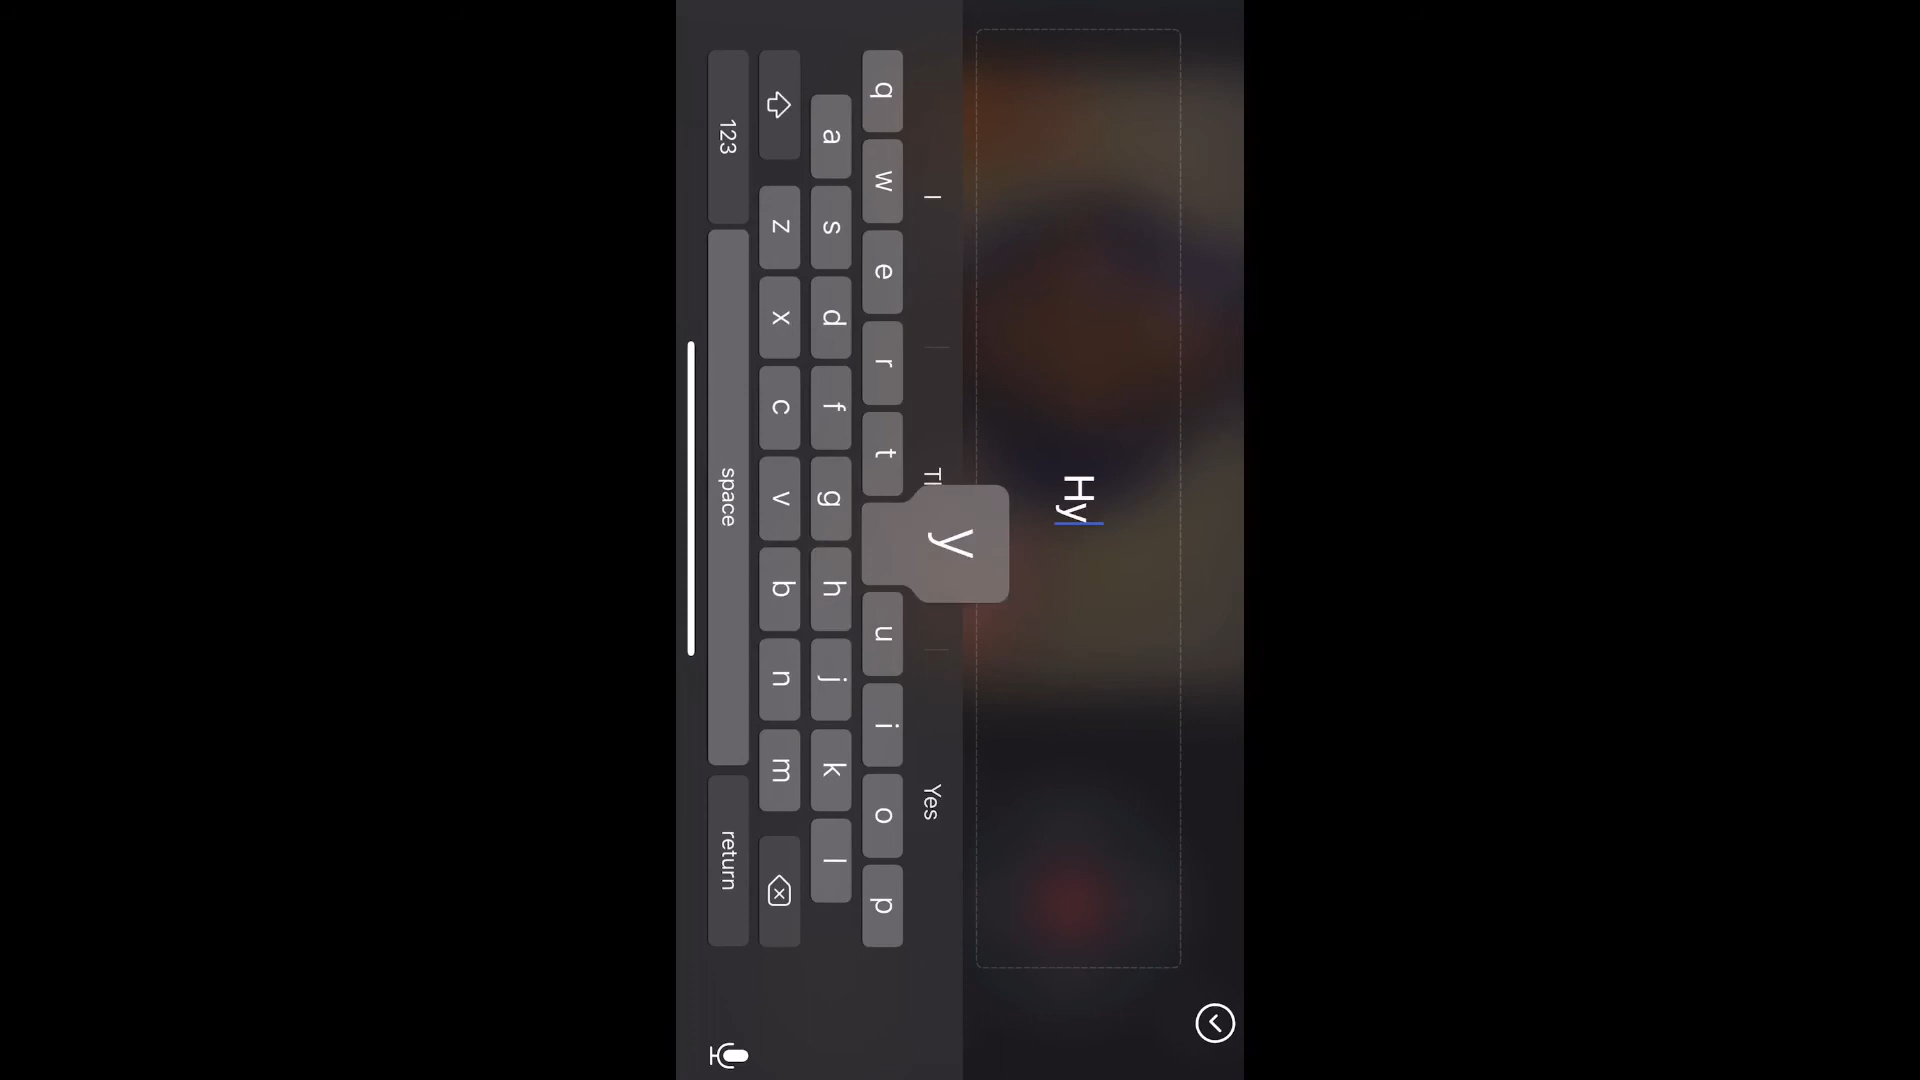 Hy
I
Yes
y
q w e r t u i o p
a s d f g h j k l
z x c v b n m
123 space return